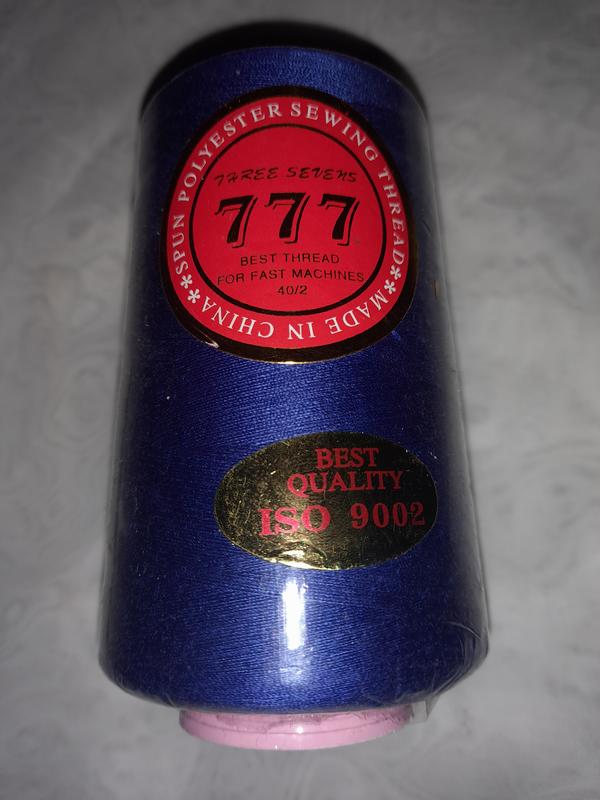 *SPUN POLYESTER SEWING THREAD*
*MADE IN CHINA*
THREE SEVENS
777
BEST THREAD
FOR FAST MACHINES
40/2
BEST
QUALITY
ISO 9002